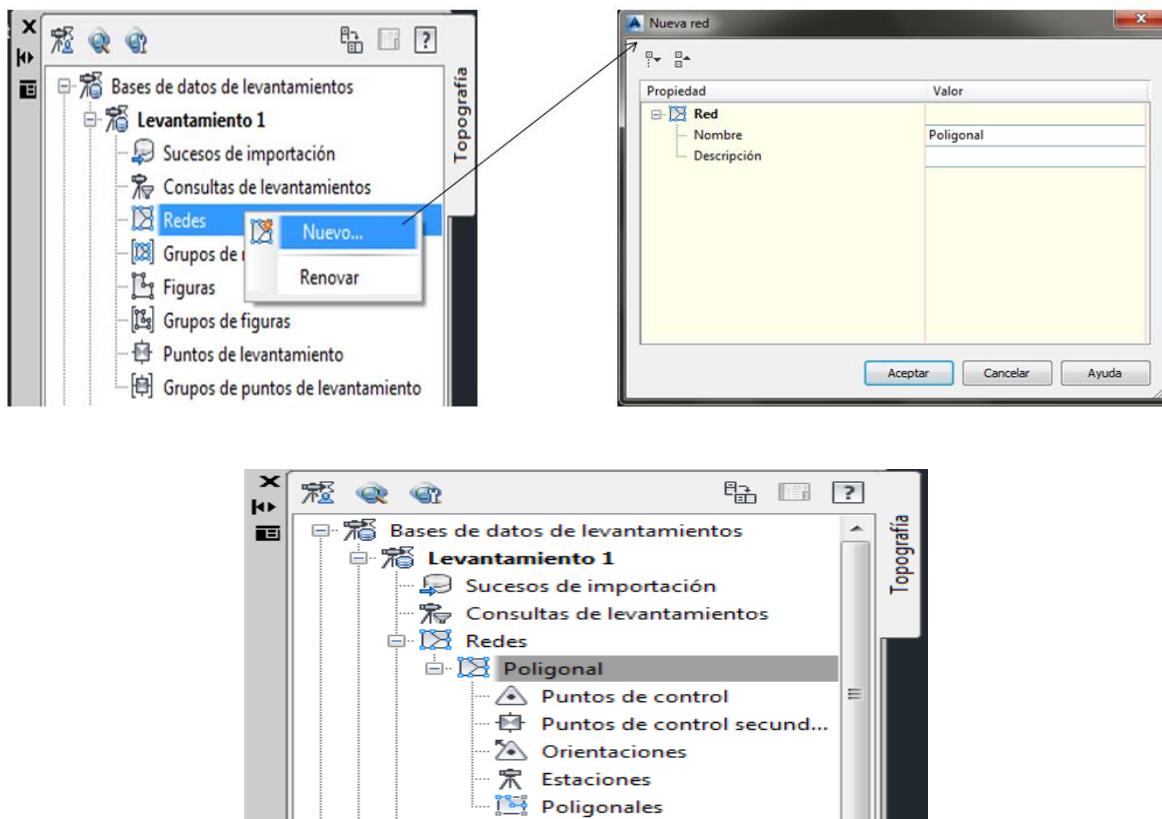 Bases de datos de levantamientos
Levantamiento 1
Sucesos de importación
Consultas de levantamientos
Redes
Nuevo...
Grupos de
Renovar
Figuras
Grupos de figuras
Puntos de levantamiento
Grupos de puntos de levantamiento
Topografía
Nueva red
Propiedad Valor
Red
Nombre Poligonal
Descripción
Aceptar Cancelar Ayuda
Bases de datos de levantamientos
Levantamiento 1
Sucesos de importación
Consultas de levantamientos
Redes
Poligonal
Puntos de control
Puntos de control secund...
Orientaciones
Estaciones
Poligonales
Topografía